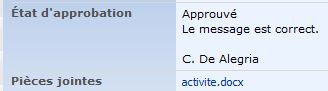 État d'approbation Approuvé
Le message est correct.
C. De Alegria
Pièces jointes activite.docx